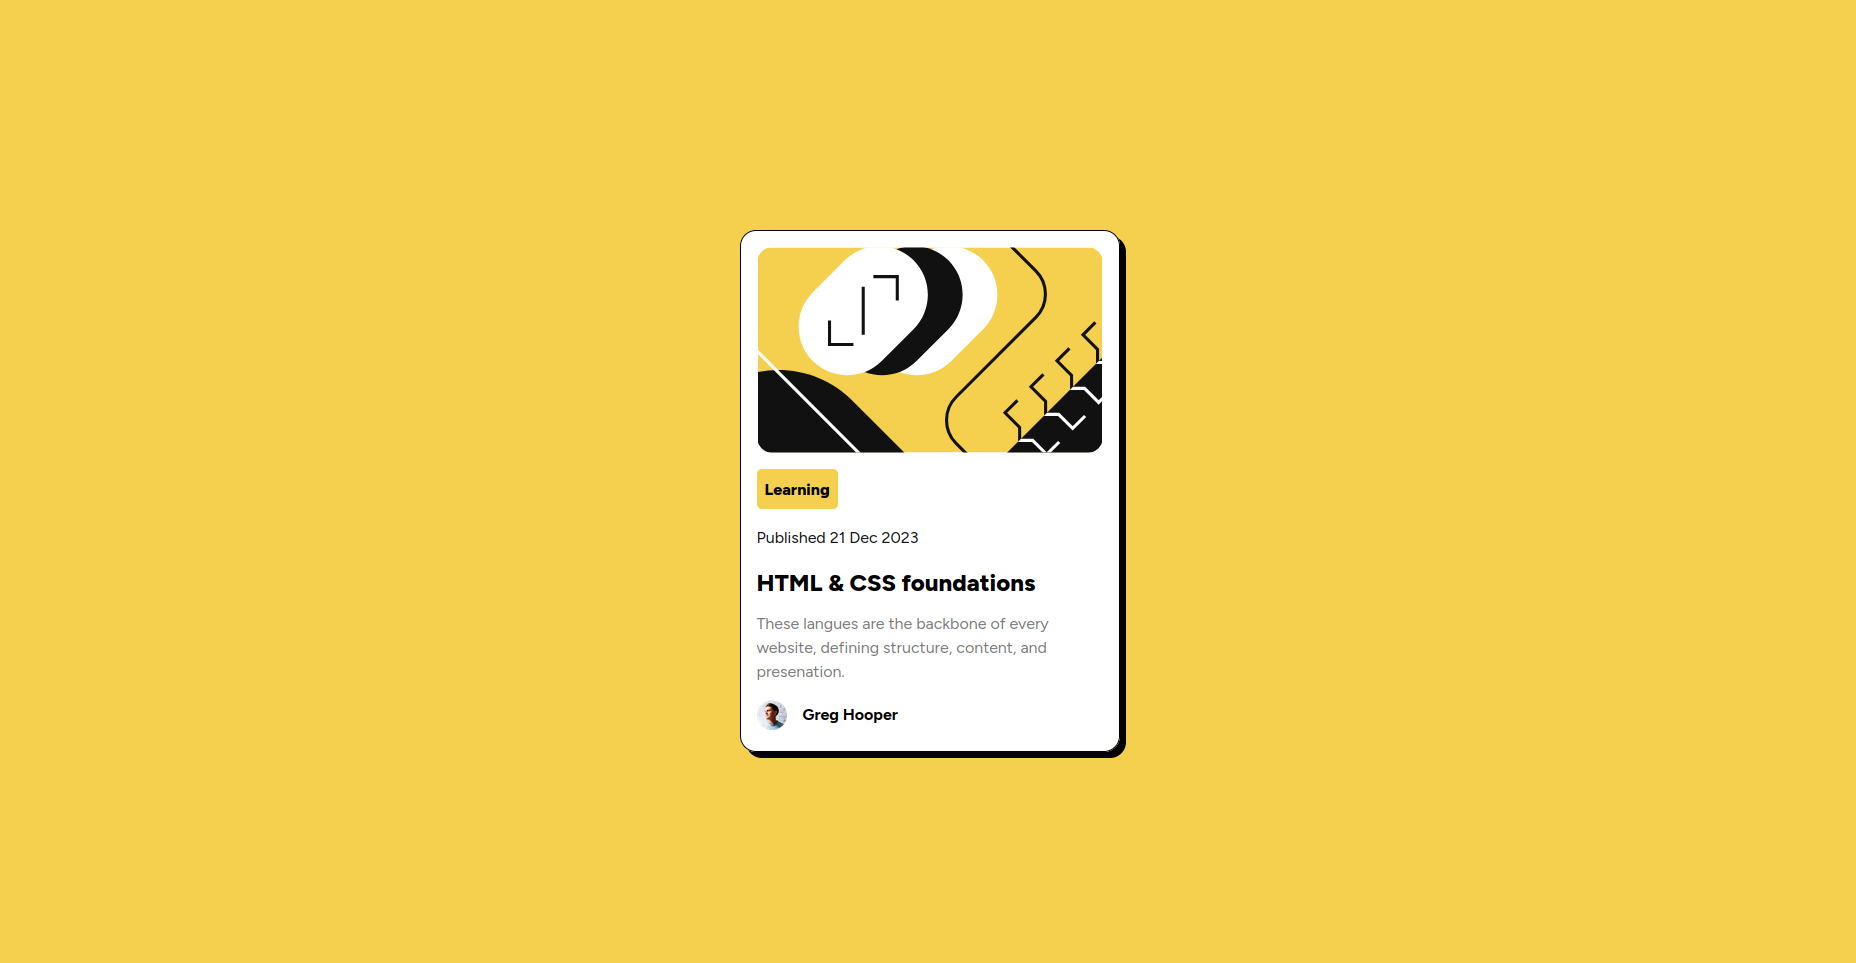 Learning
Published 21 Dec 2023
HTML & CSS foundations
These langues are the backbone of every
website, defining structure, content, and
presenation.
Greg Hooper